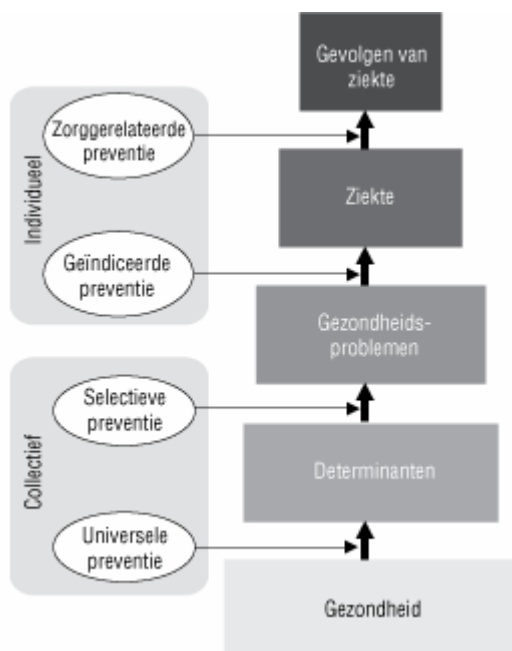 Gevolgen van
ziekte
Zorggerelateerde
preventie
Individueel
Ziekte
Geïndiceerde
preventie
Gezondheids-
problemen
Selectieve
preventie
Collectief
Determinanten
Universele
preventie
Gezondheid